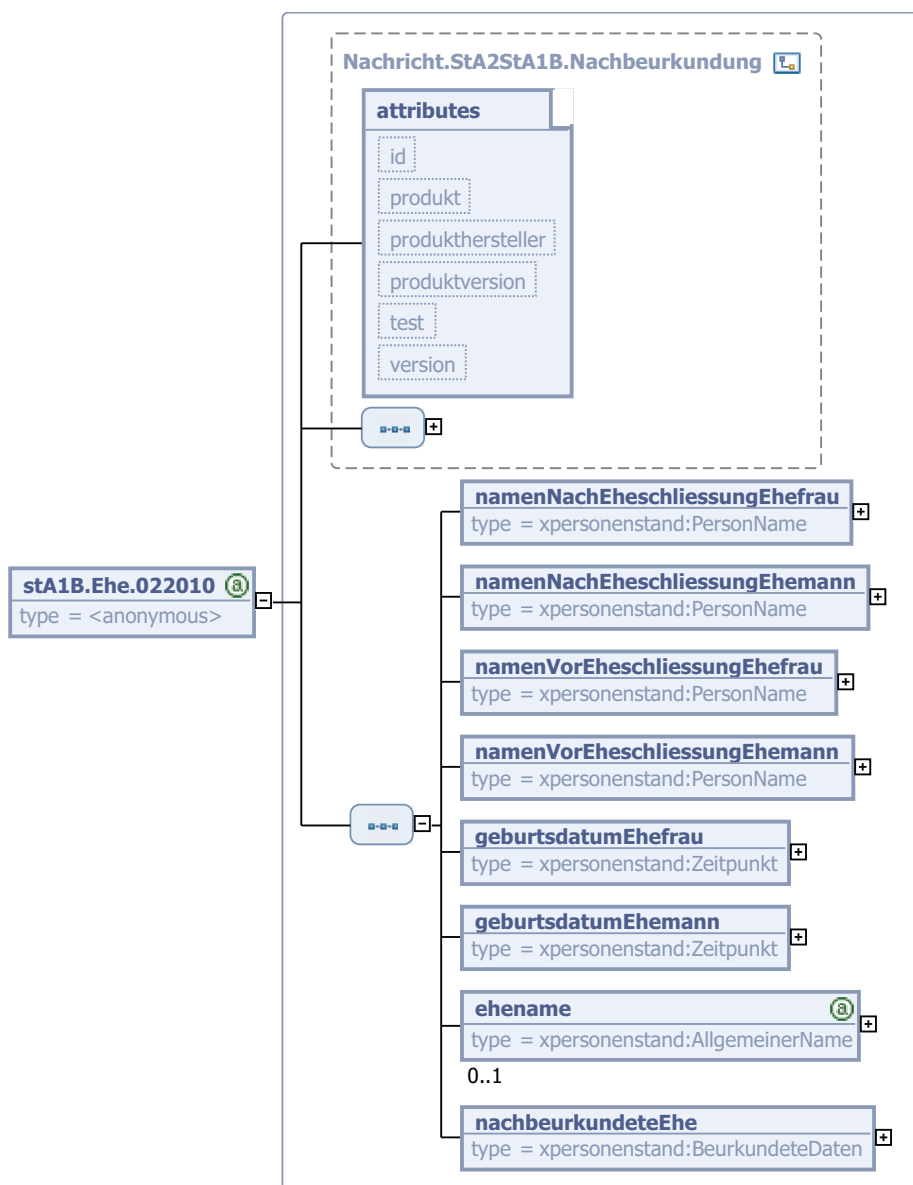 Nachricht.StA2StA1B.Nachbeurkundung
attributes
id
produkt
produkthersteller
produktversion
test
version
stA1B.Ehe.022010 @
type = <anonymous>
namenNachEheschliessungEhefrau
type = xpersonenstand:PersonName
namenNachEheschliessungEhemann
type = xpersonenstand:PersonName
namenVorEheschliessungEhefrau
type = xpersonenstand:PersonName
namenVorEheschliessungEhemann
type = xpersonenstand:PersonName
geburtsdatumEhefrau
type = xpersonenstand:Zeitpunkt
geburtsdatumEhemann
type = xpersonenstand:Zeitpunkt
ehename @
type = xpersonenstand:AllgemeinerName
0..1
nachbeurkundeteEhe
type = xpersonenstand:BeurkundeteDaten